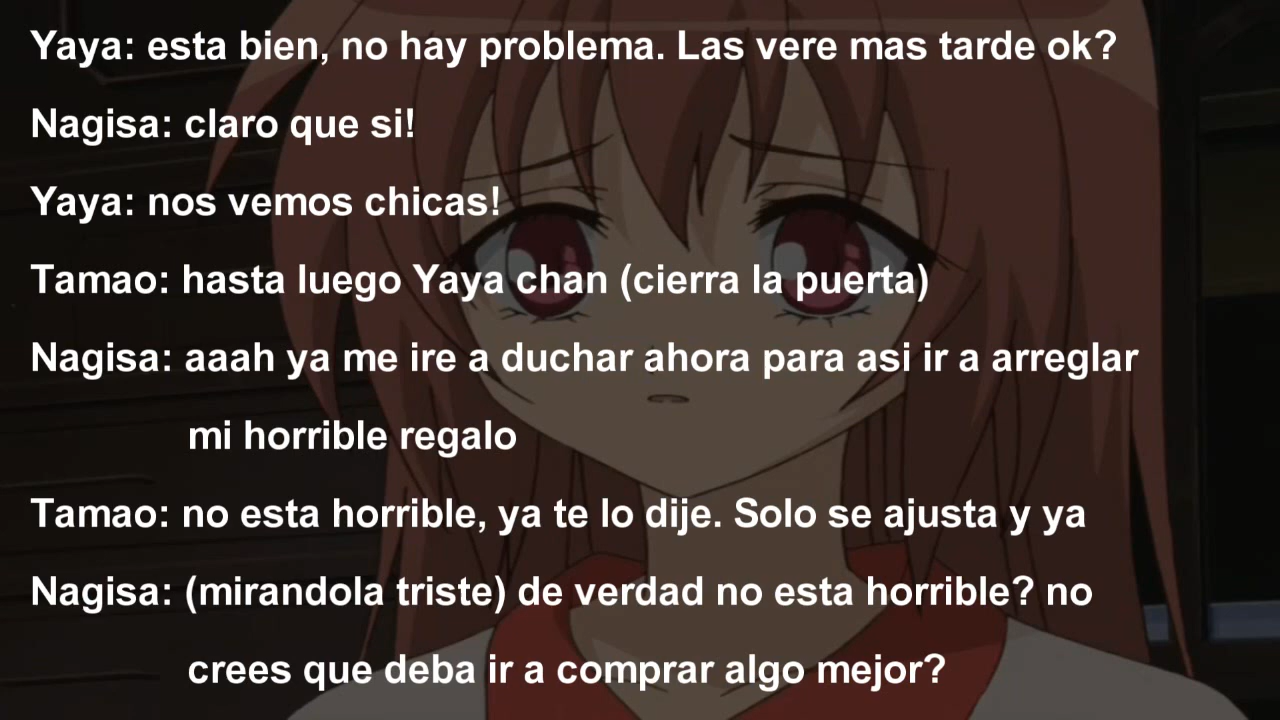 Yaya: esta bien, no hay problema. Las vere mas tarde ok?
Nagisa: claro que si!
Yaya: nos vemos chicas!
Tamao: hasta luego Yaya chan (cierra la puerta)
Nagisa: aaah ya me ire a duchar ahora para asi ir a arreglar
mi horrible regalo
Tamao: no esta horrible, ya te lo dije. Solo se ajusta y ya
Nagisa: (mirandola triste) de verdad no esta horrible? no
crees que deba ir a comprar algo mejor?